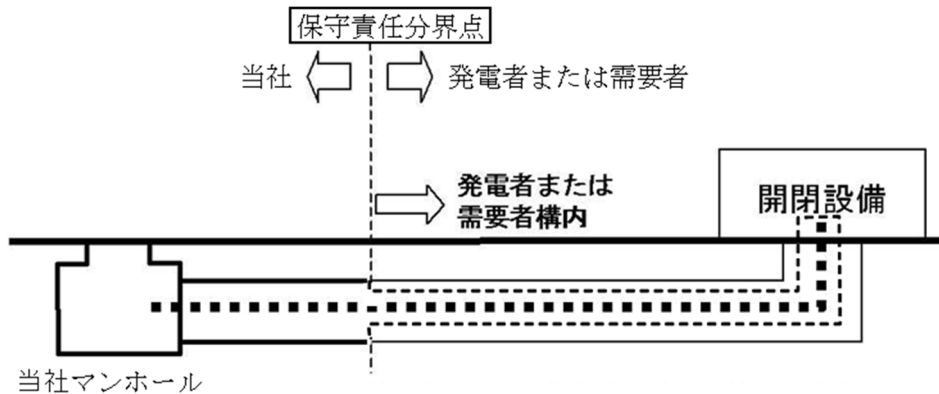 保守責任分界点
当社
発電者または需要者
発電者または
需要者構内
開閉設備
当社マンホール